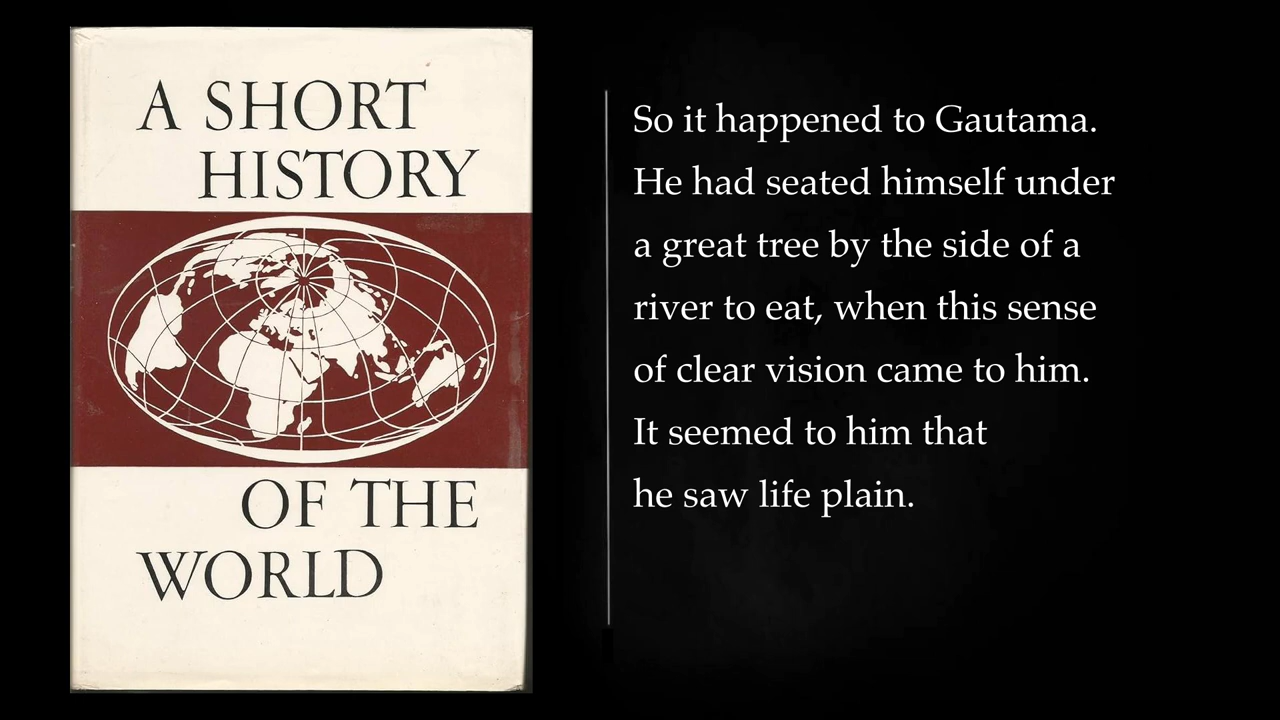 A SHORT
HISTORY
OF THE
WORLD
So it happened to Gautama.
He had seated himself under
a great tree by the side of a
river to eat, when this sense
of clear vision came to him.
It seemed to him that
he saw life plain.